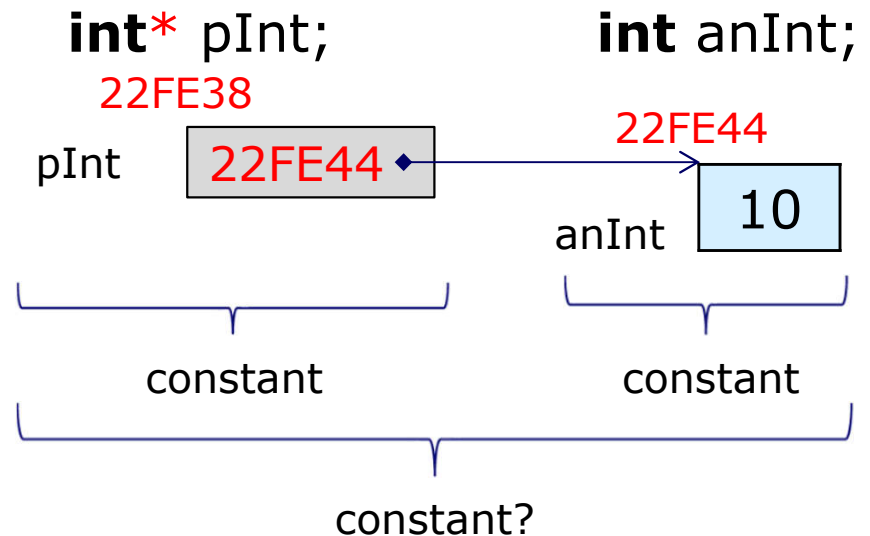 int* pInt; int anInt;
22FE38
22FE44
pInt 22FE44 10
anInt
constant constant
constant?